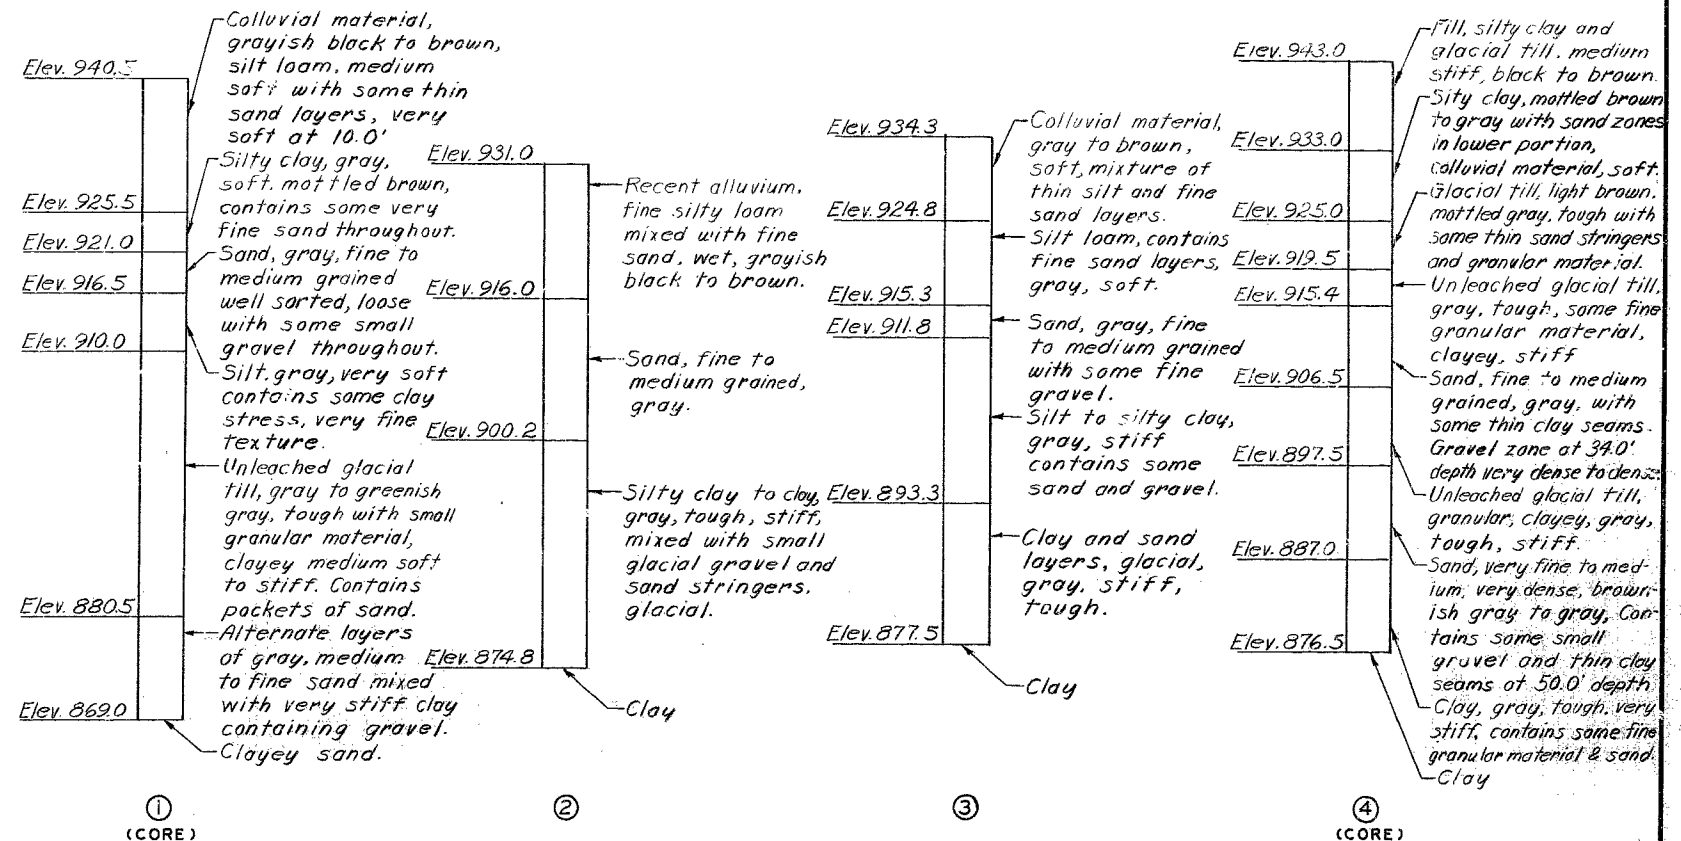 Elev. 940.5
Elev. 925.5
Elev. 921.0
Elev. 916.5
Elev. 910.0
Elev. 880.5
Elev. 869.0
Colluvial material,
grayish black to brown,
silt loam, medium
soft with some thin
sand layers, very
soft at 10.0'
Silty clay, gray,
soft. mottled brown,
contains some very
fine sand throughout.
Sand, gray, fine to
medium grained
well sorted, loose
with some small
gravel throughout.
Silt, gray, very soft
contains some clay
stress, very fine
texture.
Unleached glacial
till, gray to greenish
gray, tough with small
granular material,
clayey medium soft
to stiff. Contains
pockets of sand.
Alternate layers
of gray, medium
to fine sand mixed
with very stiff clay
containing gravel.
Clayey sand.
1
(CORE)
Elev. 931.0
Elev. 916.0
Elev. 900.2
Elev. 874.8
Recent alluvium,
fine silty loam
mixed with fine
sand, wet, grayish
black to brown.
Sand, fine to
medium grained,
gray.
Silty clay to clay,
gray, tough, stiff,
mixed with small
glacial gravel and
sand stringers.
glacial.
Clay
2
Elev. 934.3
Elev. 924.8
Elev. 915.3
Elev. 911.8
Elev. 893.3
Elev. 877.5
Colluvial material,
gray to brown,
soft, mixture of
thin silt and fine
sand layers.
Silt loam, contains
fine sand layers,
gray, soft.
Sand, gray, fine
to medium grained
with some fine
gravel.
Silt to silty clay,
gray, stiff
contains some
sand and gravel.
Clay and sand
layers, glacial,
gray, stiff,
tough.
Clay
3
Elev. 943.0
Elev. 933.0
Elev. 925.0
Elev. 919.5
Elev. 915.4
Elev. 906.5
Elev. 897.5
Elev. 887.0
Elev. 876.5
Fill, silty clay and
glacial till. medium
stiff, black to brown.
Sity clay, mottled brown
to gray with sand zones
in lower portion,
colluvial material, soft.
Glacial till, light brown.
mottled gray, tough with
some thin sand stringers
and granular material.
Unleached glacial till,
gray, tough, some fine
granular material,
clayey, stiff
Sand, fine to medium
grained, gray, with
some thin clay seams.
Gravel zone at 34.0'
depth very dense to dense.
Unleached glacial till,
granular, clayey, gray,
tough, stiff.
Sand, very fine to med-
ium, very dense, brown-
ish gray to gray, Con-
tains some small
gravel and thin clay
seams at 50.0' depth
Clay, gray, tough, very
stiff, contains some fine
granular material & sand.
Clay
4
(CORE)